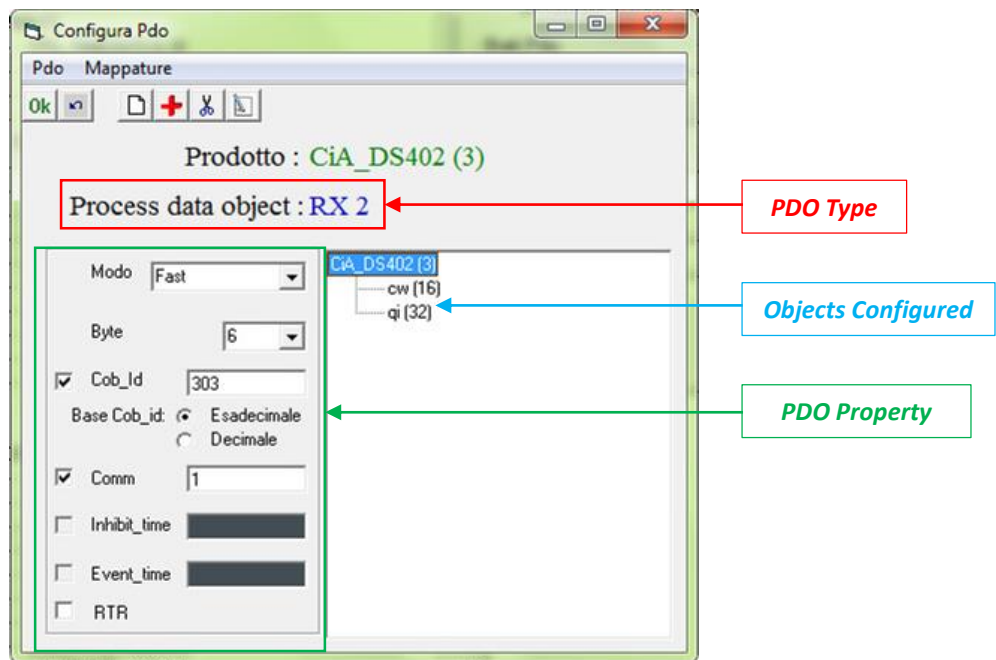 Configura Pdo
Pdo Mappature
Ok
Prodotto : CiA_DS402 (3)
Process data object : RX 2
PDO Type
Modo Fast
CiA_DS402 (3)
cw (16)
qi (32)
Objects Configured
Byte 6
Cob_Id 303
Base Cob_id: Esadecimale
Decimale
PDO Property
Comm 1
Inhibit_time
Event_time
RTR